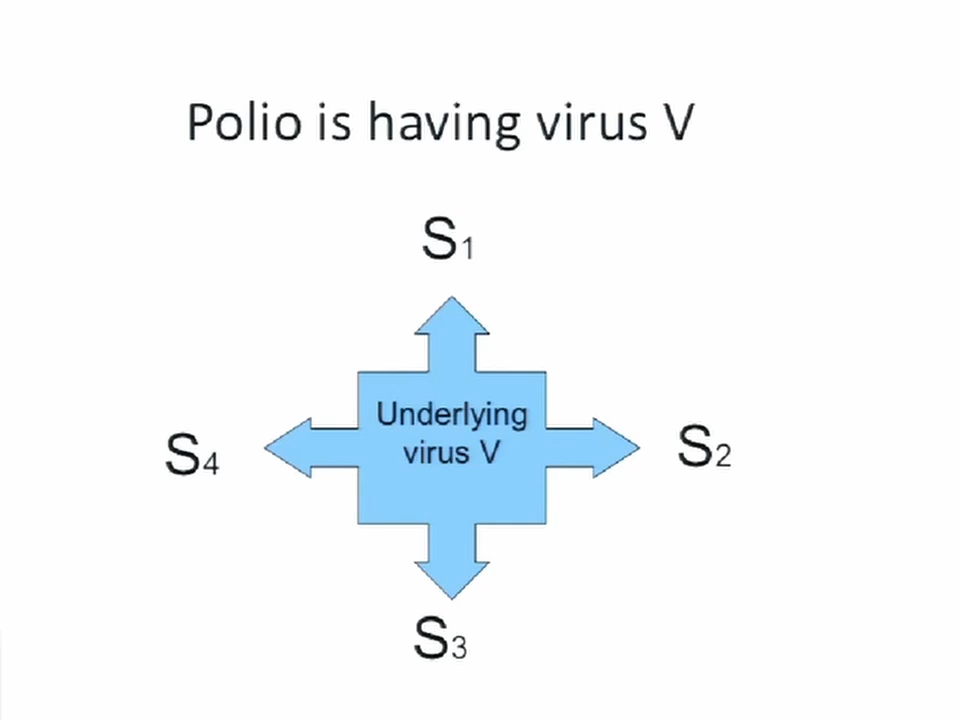 Polio is having virus V
S1
Underlying
virus V
S4
S2
S3